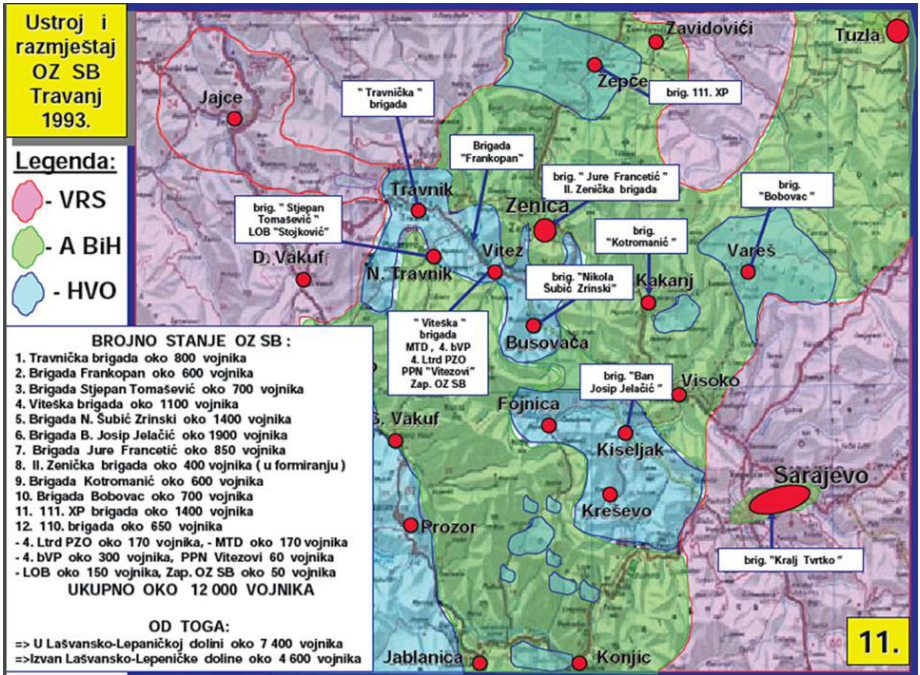 Ustroj i
razmještaj
OZ SB
Travanj
1993.
Legenda:
- VRS
- A BiH
- HVO
Jajce
Zavidovići
Tuzla
Žepče
brig. 111. XP
“ Travnička “
brigada
Brigada
“Frankopan”
brig. “ Jure Francetić “
II. Zenička brigada
brig.
“Bobovac”
Travnik
Zenica
brig. “ Stjepan
Tomašević “
LOB “Stojković”
brig.
“Kotromanić “
Vareš
D. Vakuf
N. Travnik
Vitez
Kakanj
brig. “Nikola
Šubić Zrinski “
Busovača
“ Viteška “
brigada
MTD , 4. bVP
4. Ltrd PZO
PPN “Vitezovi”
Zap. OZ SB
brig. “Ban
Josip Jelačić “
Visoko
Fojnica
Kiseljak
Kreševo
G. Vakuf
Prozor
Sarajevo
brig. “Kralj Tvrtko “
Jablanica
Konjic
BROJNO STANJE OZ SB :
1. Travnička brigada oko 800 vojnika
2. Brigada Frankopan oko 600 vojnika
3. Brigada Stjepan Tomašević oko 700 vojnika
4. Viteška brigada oko 1100 vojnika
5. Brigada N. Šubić Zrinski oko 1400 vojnika
6. Brigada B. Josip Jelačić oko 1900 vojnika
7. Brigada Jure Francetić oko 850 vojnika
8. II. Zenička brigada oko 400 vojnika ( u formiranju )
9. Brigada Kotromanić oko 600 vojnika
10. Brigada Bobovac oko 700 vojnika
11. 111. XP brigada oko 1400 vojnika
12. 110. brigada oko 650 vojnika
- 4. Ltrd PZO oko 170 vojnika, - MTD oko 170 vojnika
- 4. bVP oko 300 vojnika, PPN Vitezovi 60 vojnika
- LOB oko 150 vojnika, Zap. OZ SB oko 50 vojnika
UKUPNO OKO 12 000 VOJNIKA
OD TOGA:
=> U Lašvansko-Lepaničkoj dolini oko 7 400 vojnika
=>Izvan Lašvansko-Lepeničke doline oko 4 600 vojnika
11.